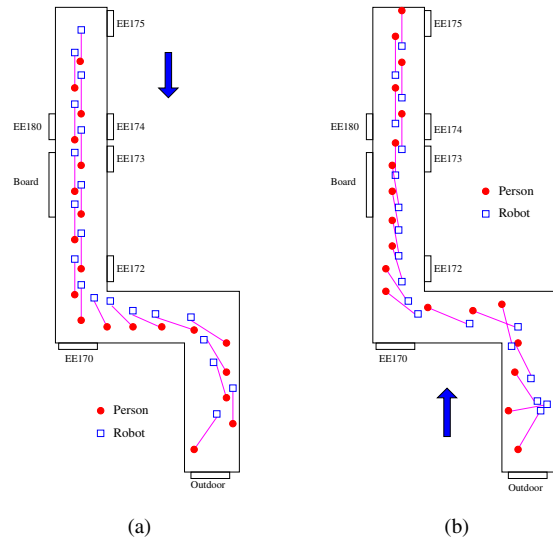 EE175
EE180
EE174
EE173
Board
EE172
EE170
Person
Robot
Outdoor
(a)
EE175
EE180
EE174
EE173
Board
Person
Robot
EE172
EE170
Outdoor
(b)